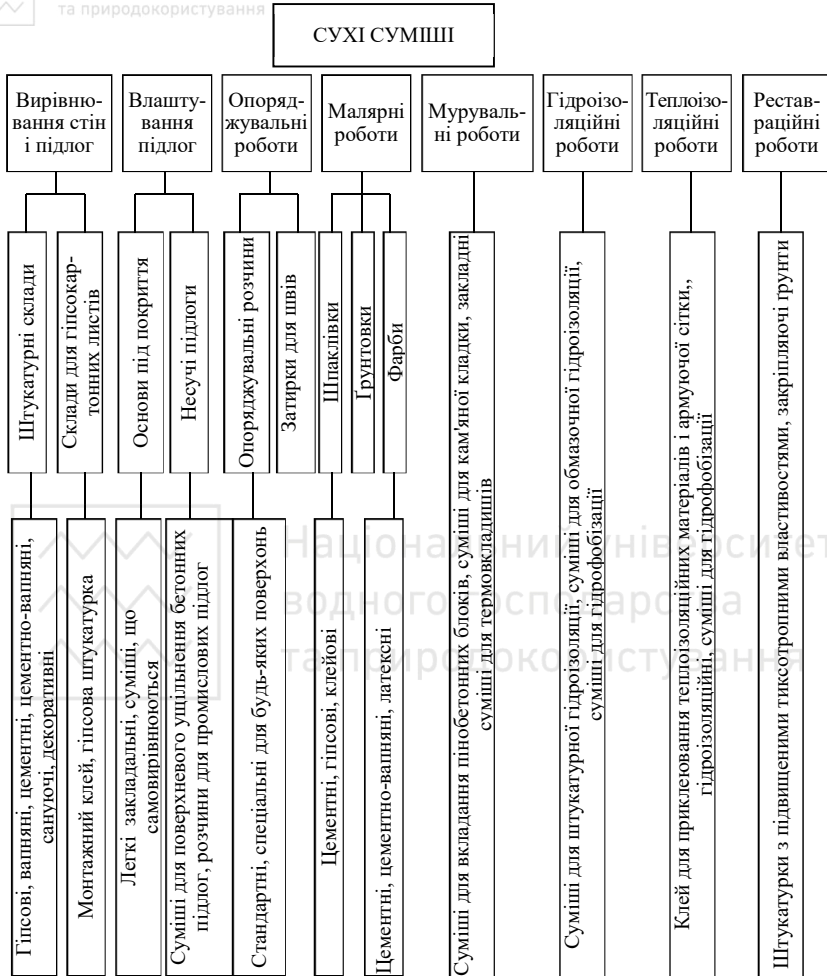 та природокористування
СУХІ СУМІШІ
Вирівню-
вання стін
і підлог
Влашту-
вання
підлог
Опоряд-
жувальні
роботи
Малярні
роботи
Мурyваль-
ні роботи
Гідроізо-
ляційні
роботи
Теплоізо-
ляційні
роботи
Рестав-
раційні
роботи
Штукатурні склади
Склади для гіпсокар-
тонних листів
Основи під покриття
Несучі підлоги
Опоряджувальні розчини
Затирки для швів
Шпаклівки
Ґрунтовки
Фарби
Гіпсові, вапняні, цементні, цементно-вапняні,
сануючі, декоративні
Монтажний клей, гіпсова штукатурка
Легкі закладальні, суміші, що
самовирівнюються
Суміші для поверхневого ущільнення бетонних
підлог, розчини для промислових підлог
Стандартні, спеціальні для будь-яких поверхонь
Цементні, гіпсові, клейові
Цементні, цементно-вапняні, латексні
Суміші для вкладання пінобетонних блоків, суміші для кам'яної кладки, закладні
суміші для термовкладишів
Суміші для штукатурної гідроізоляції, суміші для обмазочної гідроізоляції,
суміші для гідрофобізації
Клей для приклеювання теплоізоляційних матеріалів і армуючої сітки,,
гідроізоляційні, суміші для гідрофобізації
Штукатурки з підвищеними тиксотропними властивостями, закріпляючі ґрунти
Національний університет
водного господарства
та природокористування